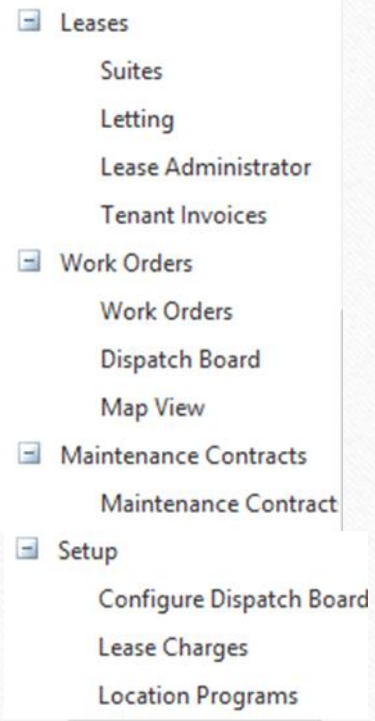 Leases
Suites
Letting
Lease Administrator
Tenant Invoices
Work Orders
Work Orders
Dispatch Board
Map View
Maintenance Contracts
Maintenance Contract
Setup
Configure Dispatch Board
Lease Charges
Location Programs